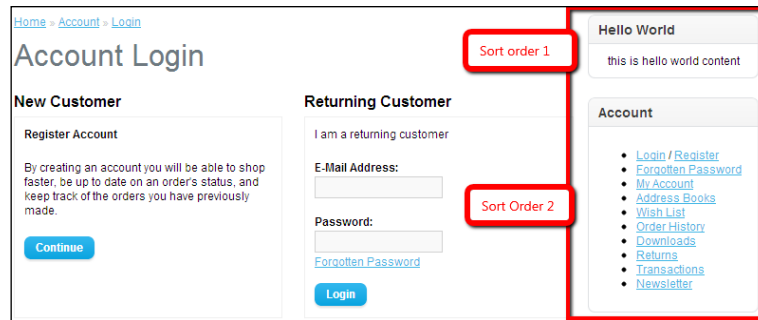 Home » Account » Login
Account Login
New Customer
Register Account
By creating an account you will be able to shop
faster, be up to date on an order's status, and
keep track of the orders you have previously
made.
Continue
Returning Customer
I am a returning customer
E-Mail Address:
Password:
Forgotten Password
Login
Sort order 1
Sort Order 2
Hello World
this is hello world content
Account
Login / Register
Forgotten Password
My Account
Address Books
Wish List
Order History
Downloads
Returns
Transactions
Newsletter